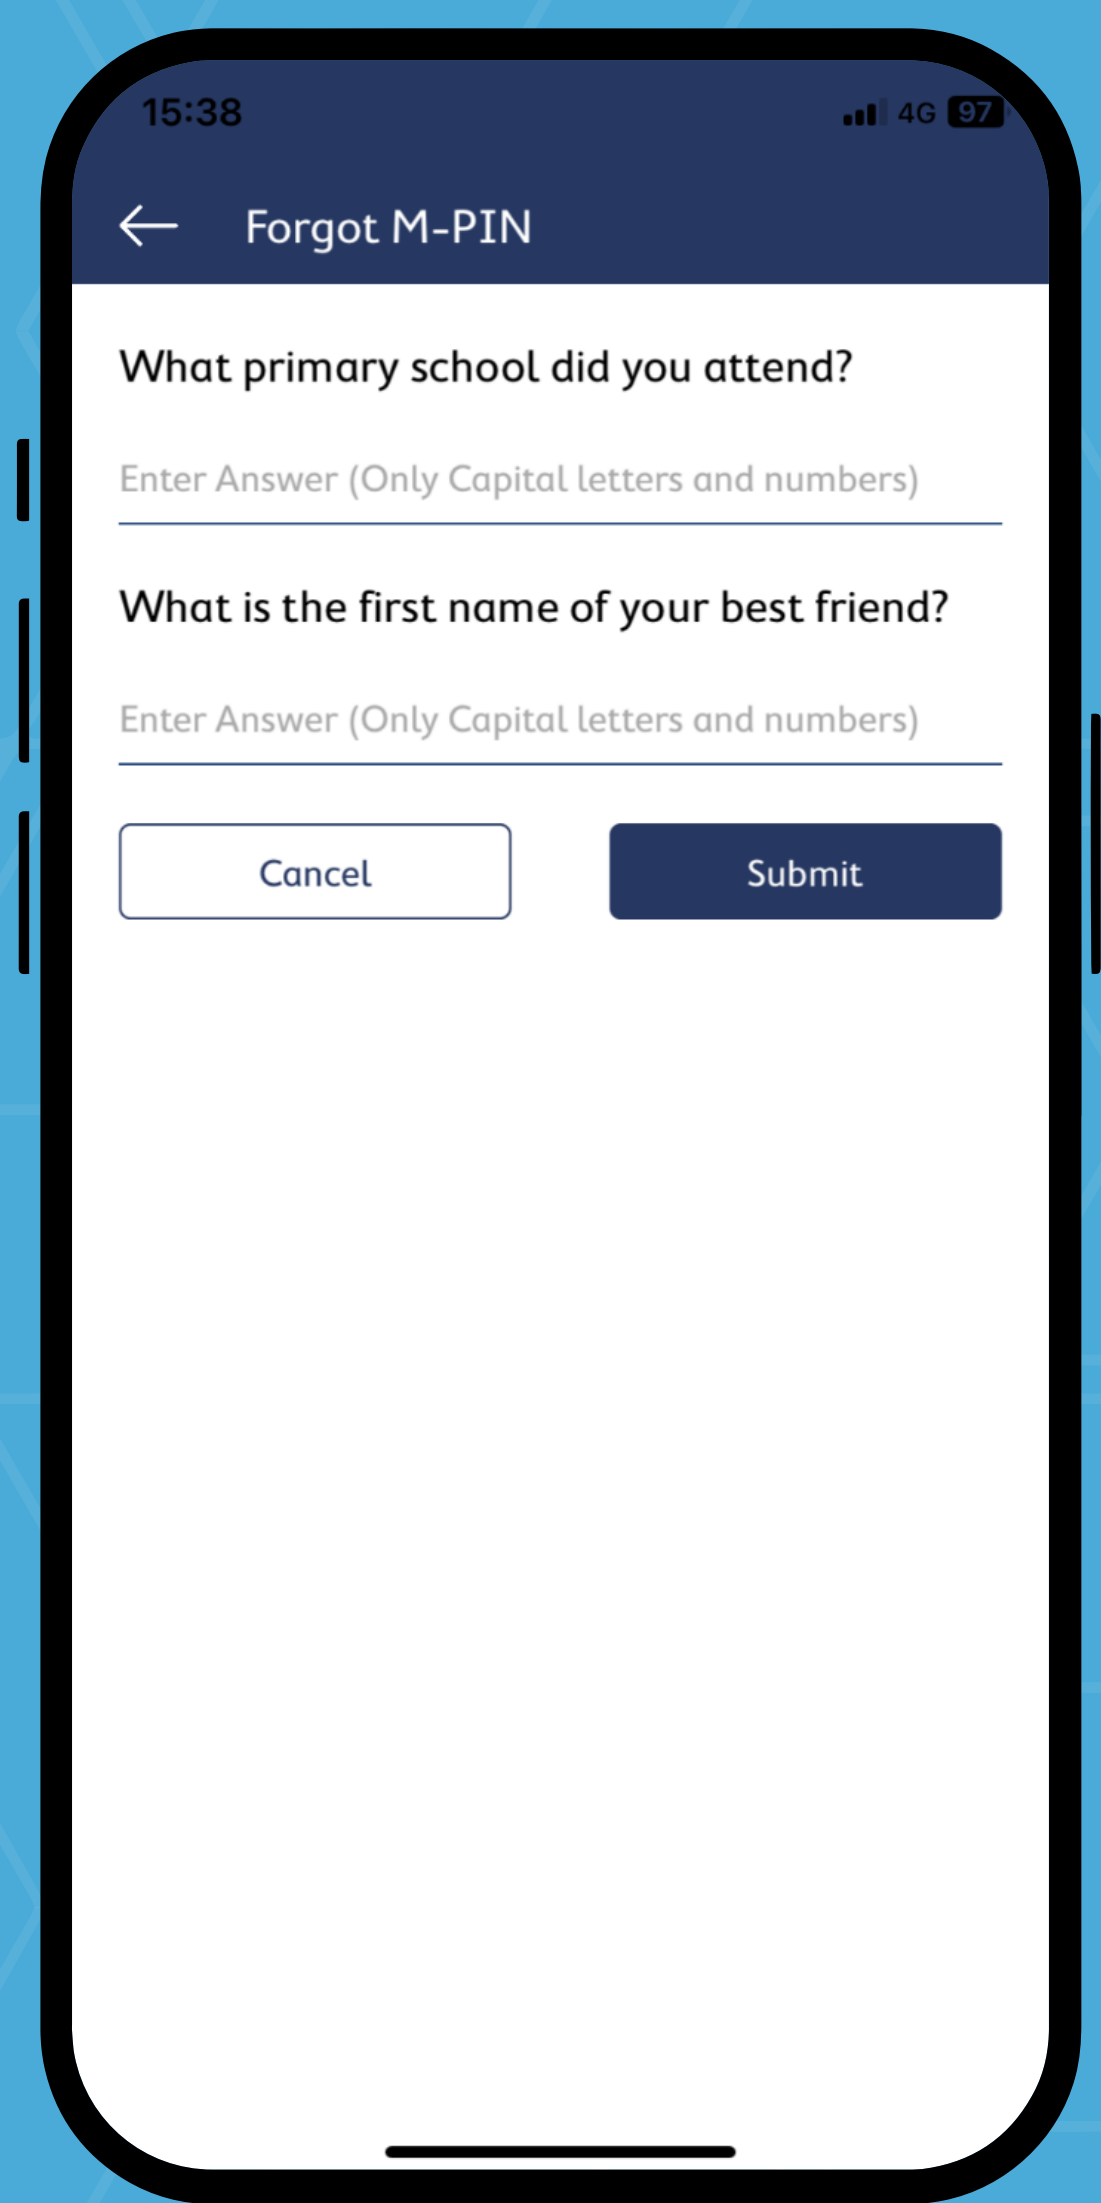 15:38
4G 97
Forgot M-PIN
What primary school did you attend?
Enter Answer (Only Capital letters and numbers)
What is the first name of your best friend?
Enter Answer (Only Capital letters and numbers)
Cancel
Submit